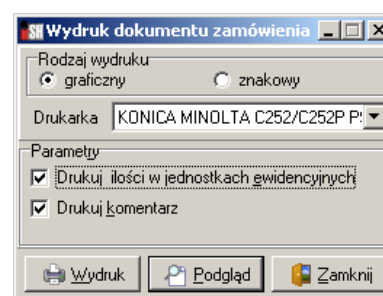 SH Wydruk dokumentu zamówienia
Rodzaj wydruku
graficzny znakowy
Drukarka KONICA MINOLTA C252/C252P P
Parametry
Drukuj ilości w jednostkach ewidencyjnych
Drukuj komentarz
Wydruk Podgląd Zamknij